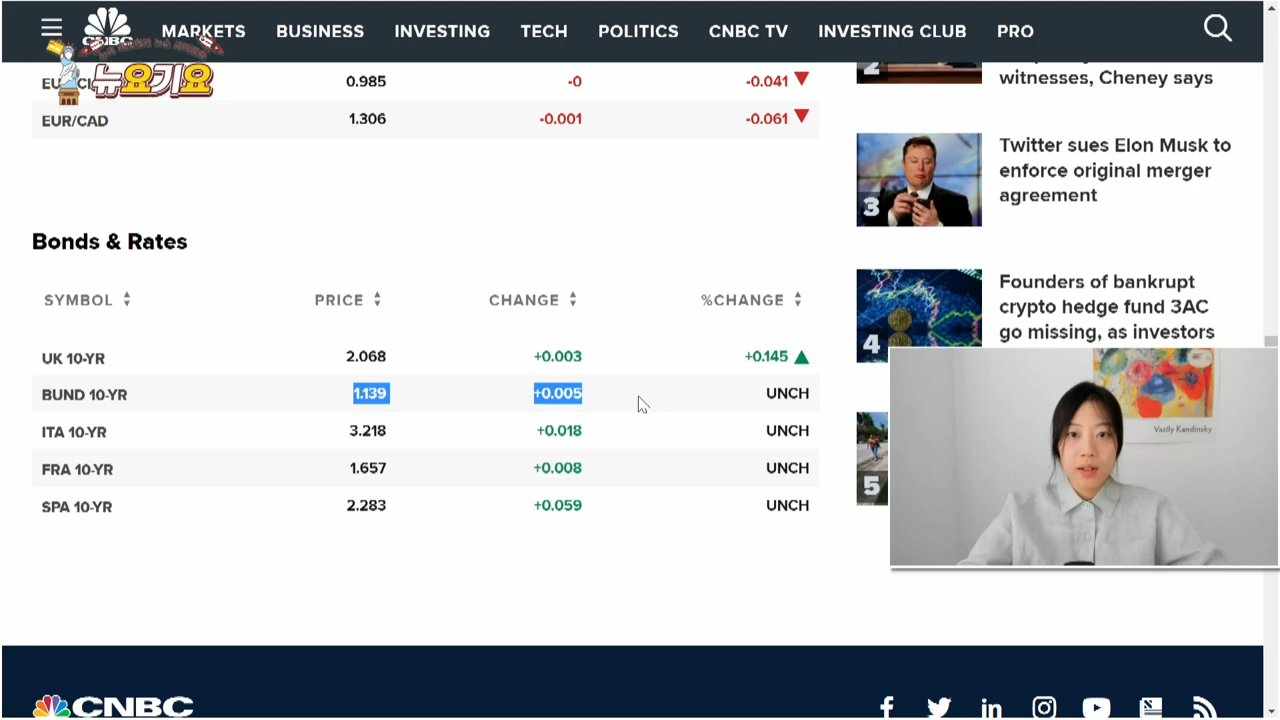 MARKETS BUSINESS INVESTING TECH POLITICS CNBC TV INVESTING CLUB PRO
뉴요기요
0.985 -0 -0.041
EUR/CAD 1.306 -0.001 -0.061
Bonds & Rates
SYMBOL PRICE CHANGE %CHANGE
UK 10-YR 2.068 +0.003 +0.145
BUND 10-YR 1.139 +0.005 UNCH
ITA 10-YR 3.218 +0.018 UNCH
FRA 10-YR 1.657 +0.008 UNCH
SPA 10-YR 2.283 +0.059 UNCH
2
witnesses, Cheney says
3
Twitter sues Elon Musk to
enforce original merger
agreement
4
Founders of bankrupt
crypto hedge fund 3AC
go missing, as investors
5
Vasily Kandinsky
CNBC